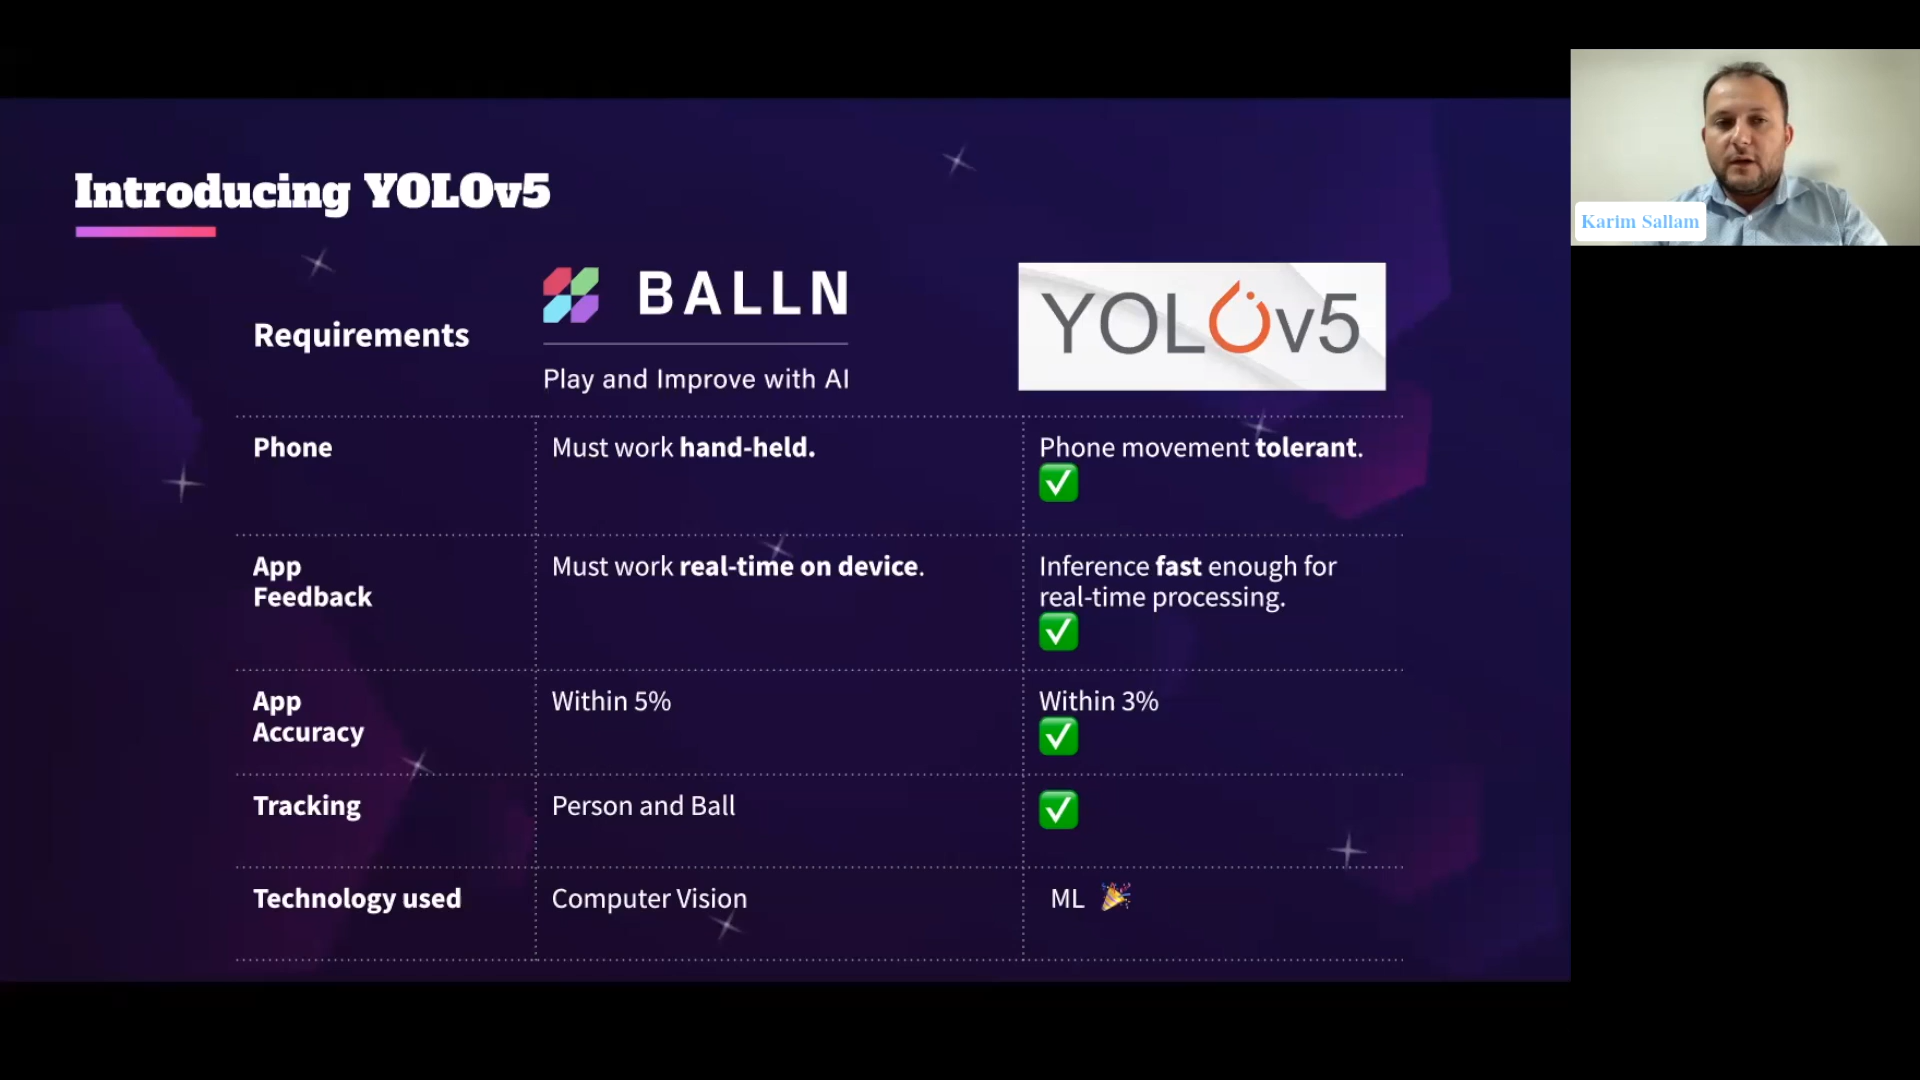 Introducing YOLOv5
Karim Sallam
Requirements
BALLN
Play and Improve with AI
YOLOv5
Phone
Must work hand-held.
Phone movement tolerant.
App
Feedback
Must work real-time on device.
Inference fast enough for
real-time processing.
App
Accuracy
Within 5%
Within 3%
Tracking
Person and Ball
Technology used
Computer Vision
ML